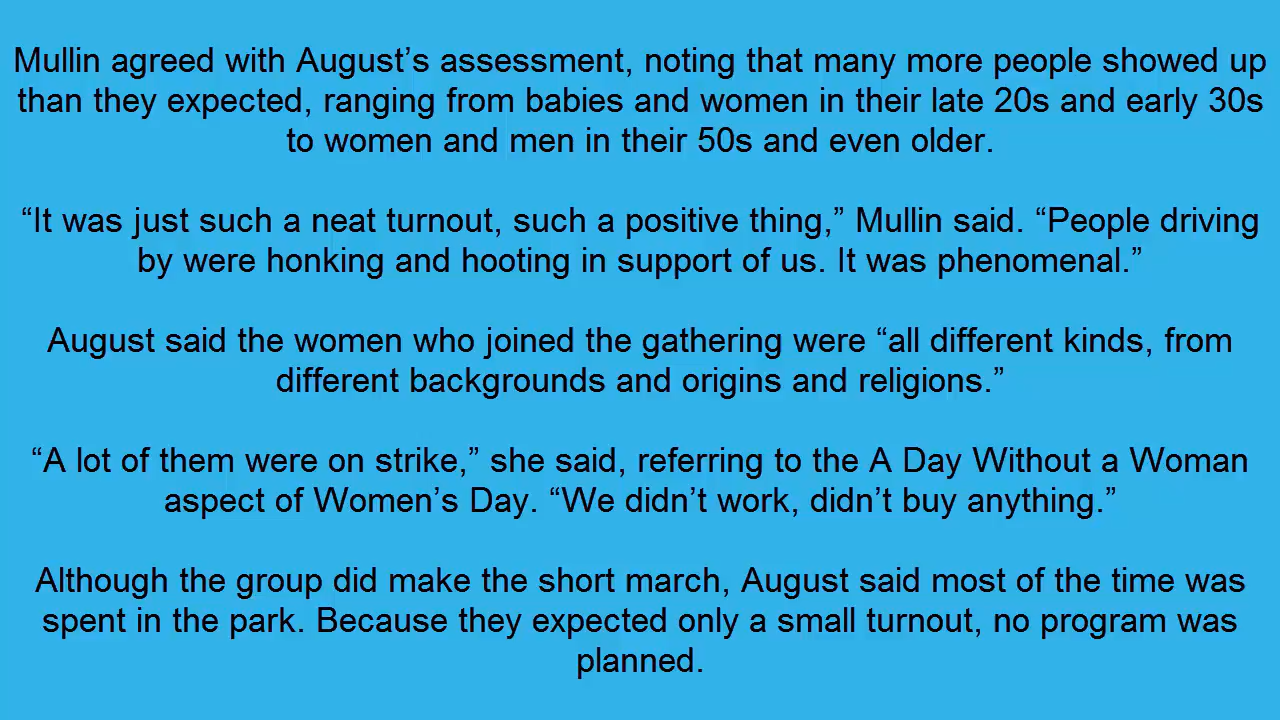 Mullin agreed with August’s assessment, noting that many more people showed up
than they expected, ranging from babies and women in their late 20s and early 30s
to women and men in their 50s and even older.
“It was just such a neat turnout, such a positive thing,” Mullin said. “People driving
by were honking and hooting in support of us. It was phenomenal.”
August said the women who joined the gathering were “all different kinds, from
different backgrounds and origins and religions.”
“A lot of them were on strike,” she said, referring to the A Day Without a Woman
aspect of Women’s Day. “We didn’t work, didn’t buy anything.”
Although the group did make the short march, August said most of the time was
spent in the park. Because they expected only a small turnout, no program was
planned.